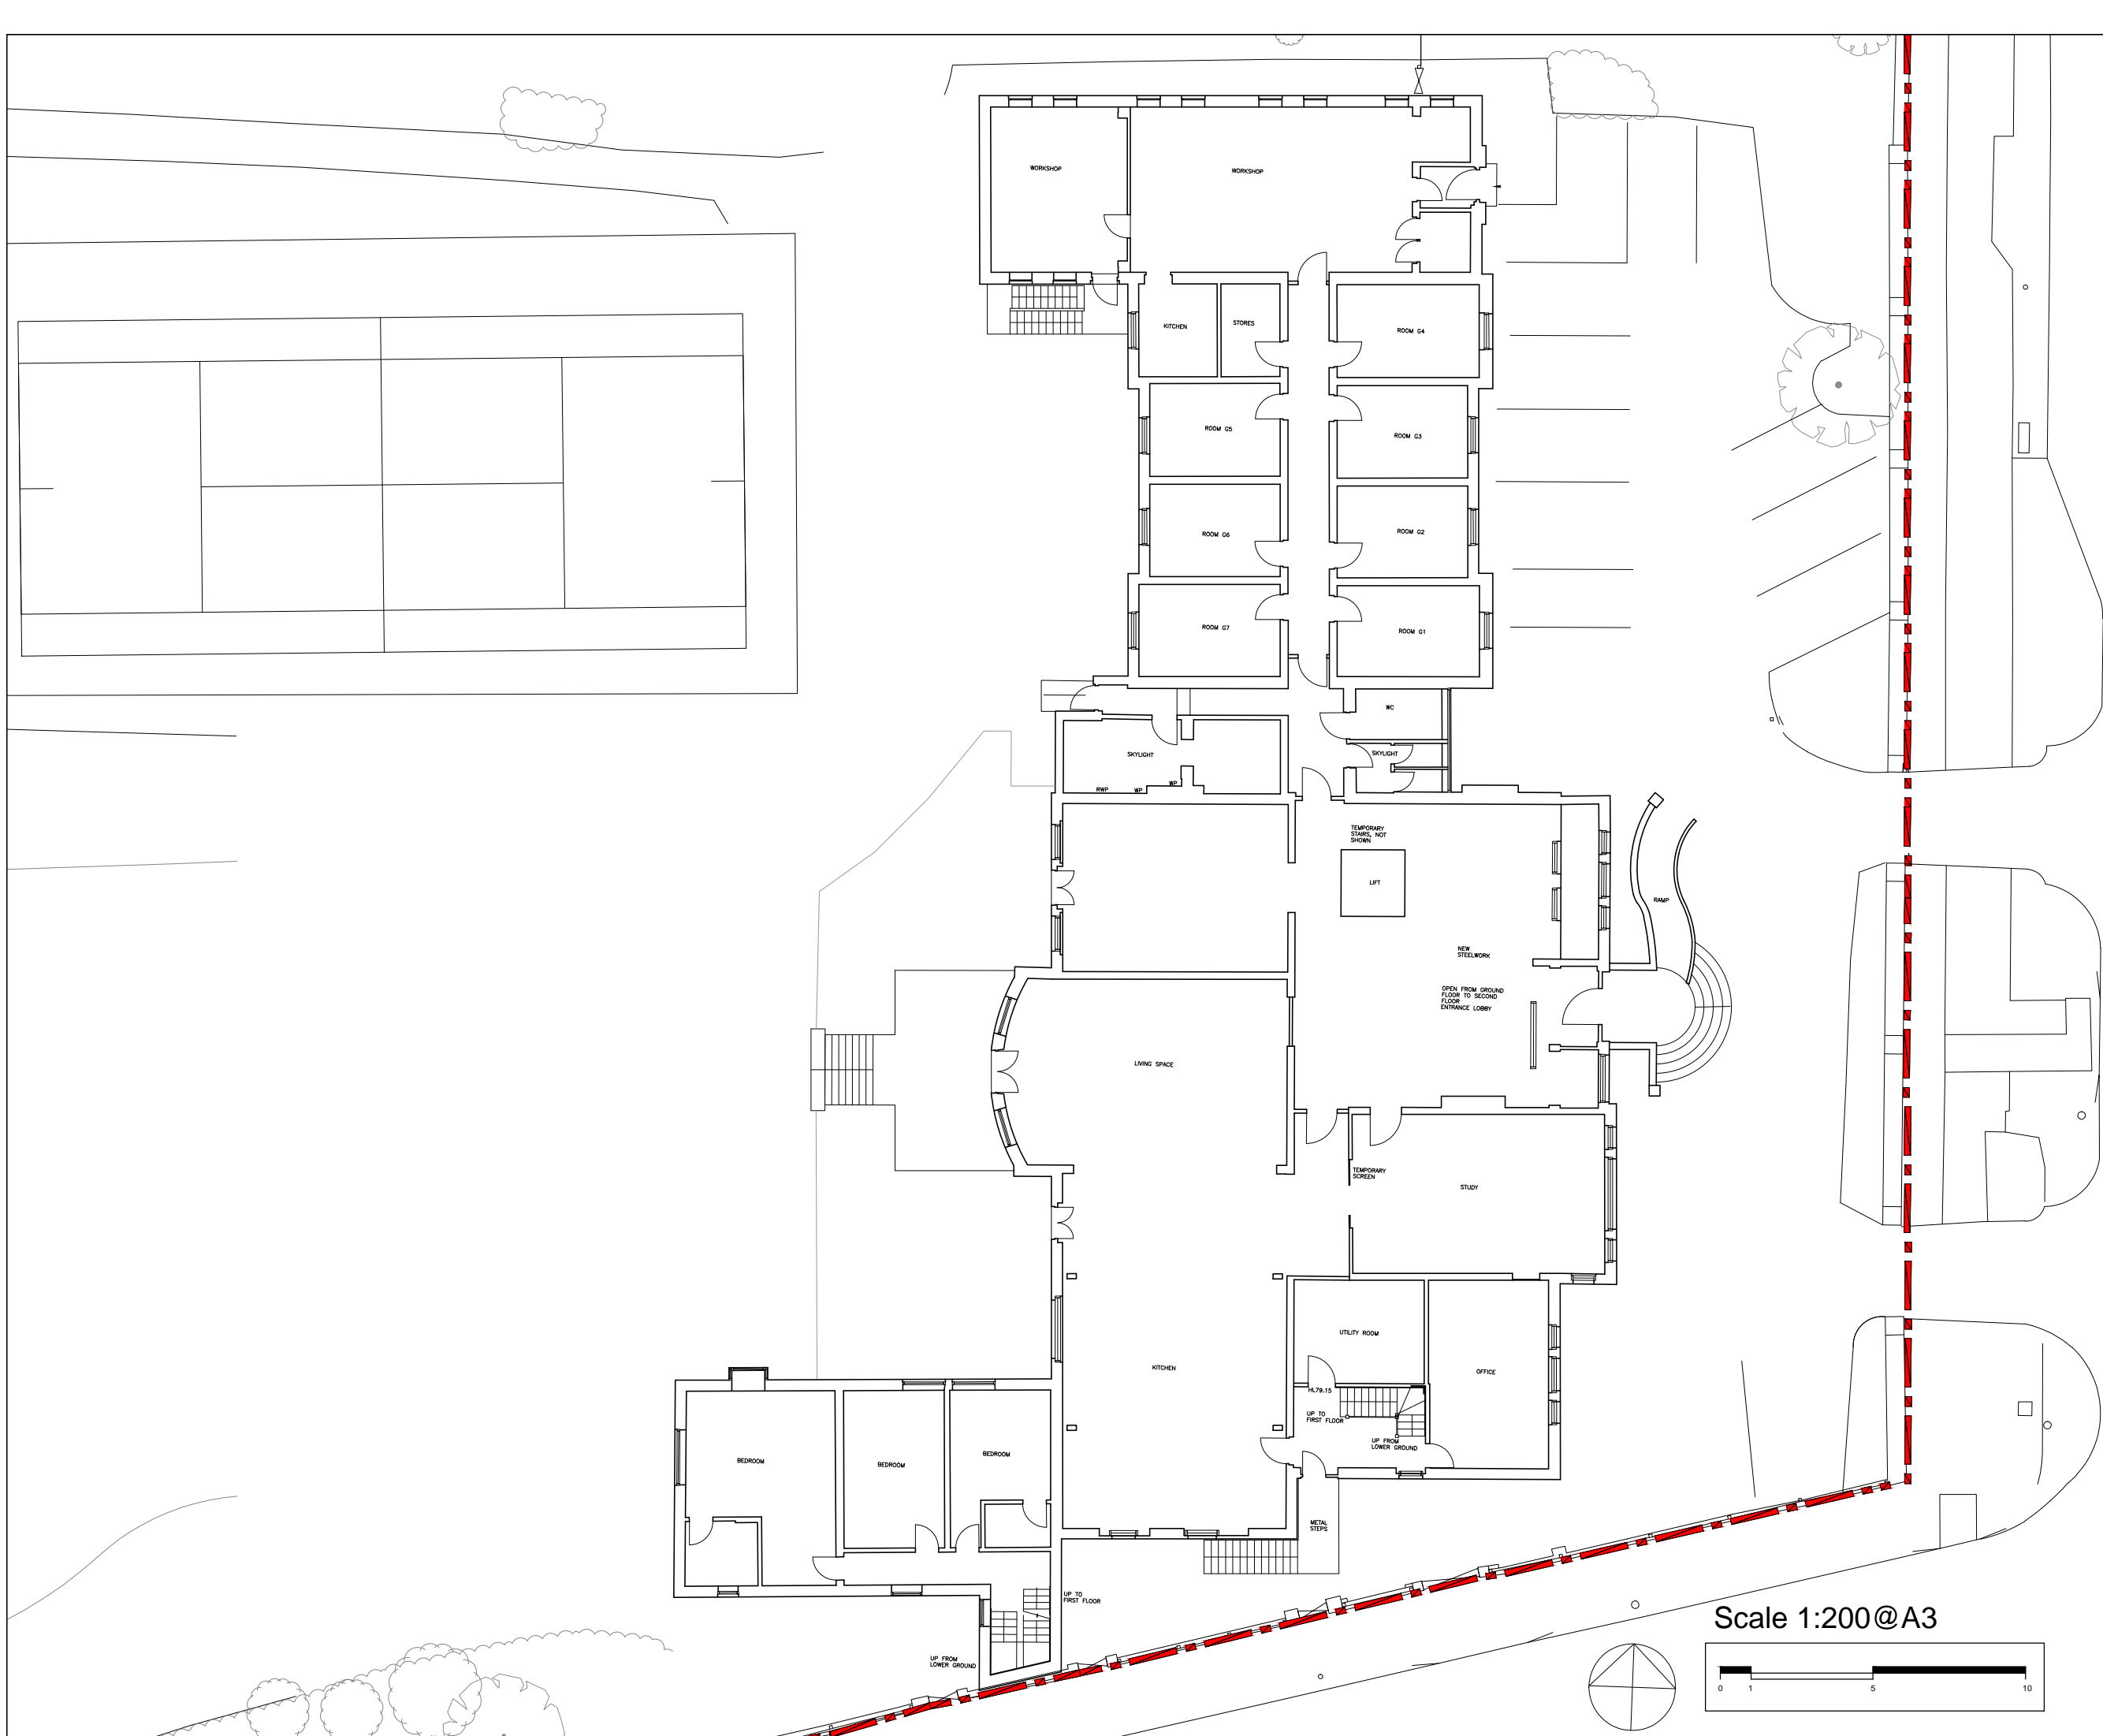 WORKSHOP
WORKSHOP
KITCHEN
STORES
ROOM G4
ROOM G5
ROOM G3
ROOM G6
ROOM G2
ROOM G7
ROOM G1
WC
SKYLIGHT
SKYLIGHT
RWP
WP
WP
TEMPORARY
STAIRS, NOT
SHOWN
LIFT
RAMP
NEW
STEELWORK
OPEN FROM GROUND
FLOOR TO SECOND
FLOOR
ENTRANCE LOBBY
LIVING SPACE
TEMPORARY
SCREEN
STUDY
UTILITY ROOM
KITCHEN
OFFICE
HL79.15
UP TO
FIRST FLOOR
UP FROM
LOWER GROUND
BEDROOM
BEDROOM
BEDROOM
METAL
STEPS
UP TO
FIRST FLOOR
UP FROM
LOWER GROUND
Scale 1:200@A3
0 1 5 10